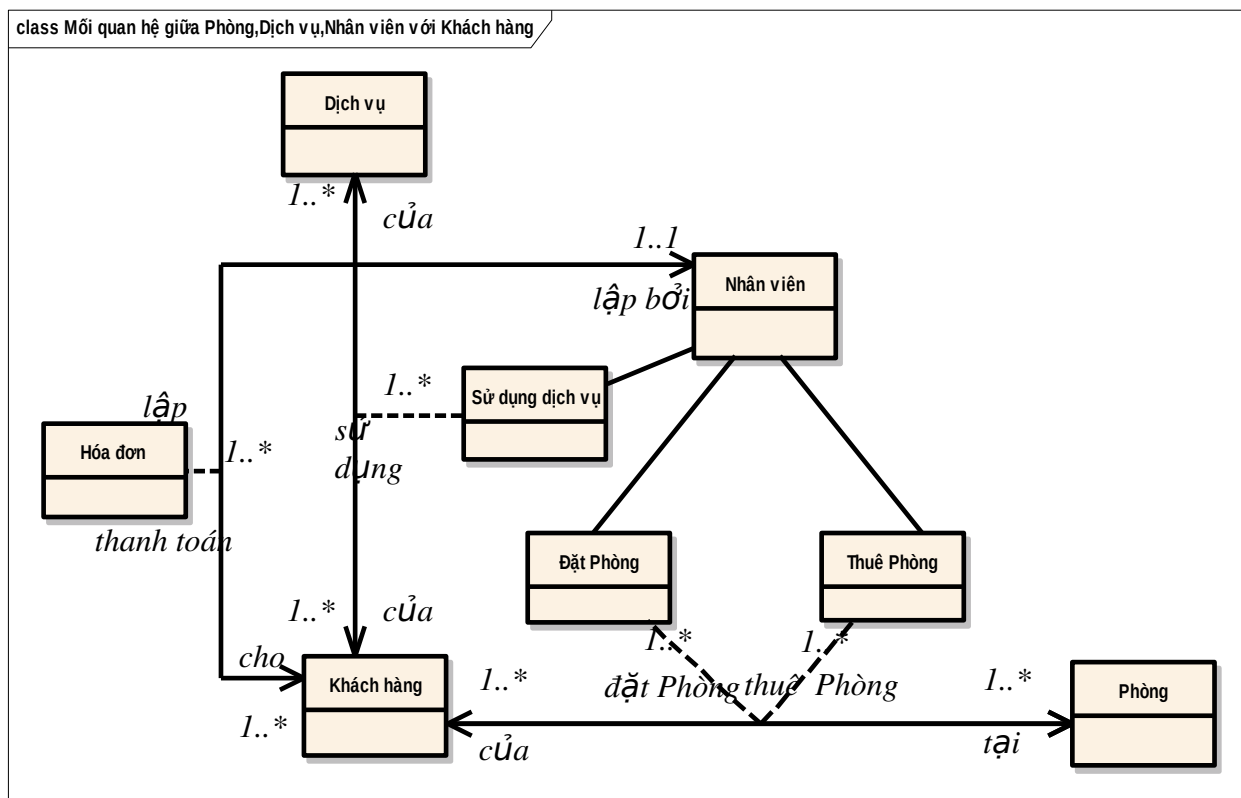 class Mối quan hệ giữa Phòng,Dịch vụ,Nhân viên với Khách hàng
Dịch vụ
1..*
của
1..1
Nhân viên
lập bởi
1..*
Sử dụng dịch vụ
lập
sử
dụng
Hóa đơn
1..*
thanh toán
Đặt Phòng
Thuê Phòng
1..*
của
1..*
1..*
cho
Khách hàng
1..*
đặt Phòng
thuê Phòng
1..*
Phòng
1..*
của
tại